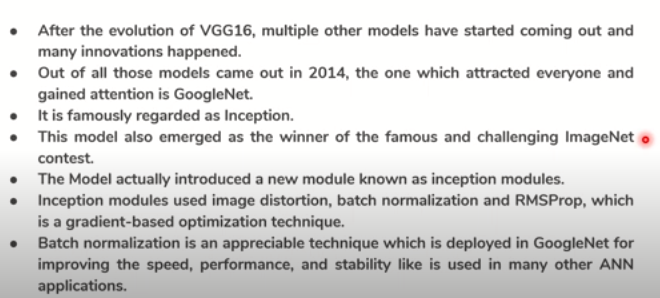 • After the evolution of VGG16, multiple other models have started coming out and
many innovations happened.
• Out of all those models came out in 2014, the one which attracted everyone and
gained attention is GoogleNet.
• It is famously regarded as Inception.
• This model also emerged as the winner of the famous and challenging ImageNet
contest.
• The Model actually introduced a new module known as inception modules.
• Inception modules used image distortion, batch normalization and RMSProp, which
is a gradient-based optimization technique.
• Batch normalization is an appreciable technique which is deployed in GoogleNet for
improving the speed, performance, and stability like is used in many other ANN
applications.